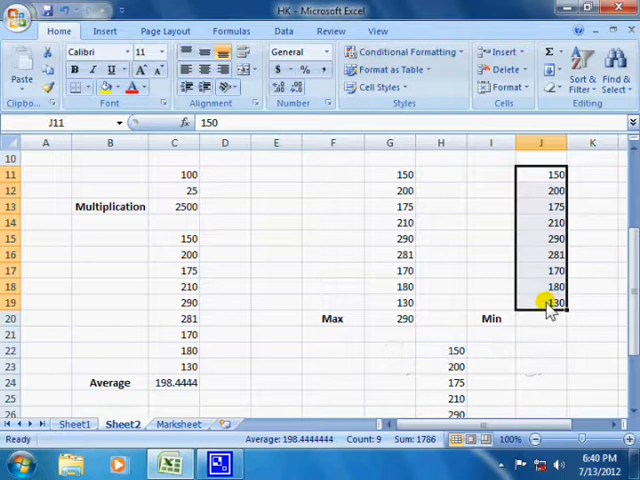 HK - Microsoft Excel
Home Insert Page Layout Formulas Data Review View
Calibri 11 General Conditional Formatting Insert Σ
Paste B I U A A $ % , Format as Table Delete Sort & Filter Find & Select
Cell Styles Format
Clipboard... Font Alignment Number Styles Cells Editing
J11 fx 150
A B C D E F G H I J K
10
11 100 150 150
12 25 200 200
13 Multiplication 2500 175 175
14 210 210
15 150 290 290
16 200 281 281
17 175 170 170
18 210 180 180
19 290 130 130
20 281 Max 290 Min
21 170
22 180 150
23 130 200
24 Average 198.4444 175
25 210
26 290
Sheet1 Sheet2 Marksheet
Ready Average: 198.4444444 Count: 9 Sum: 1786 100%
6:40 PM
7/13/2012